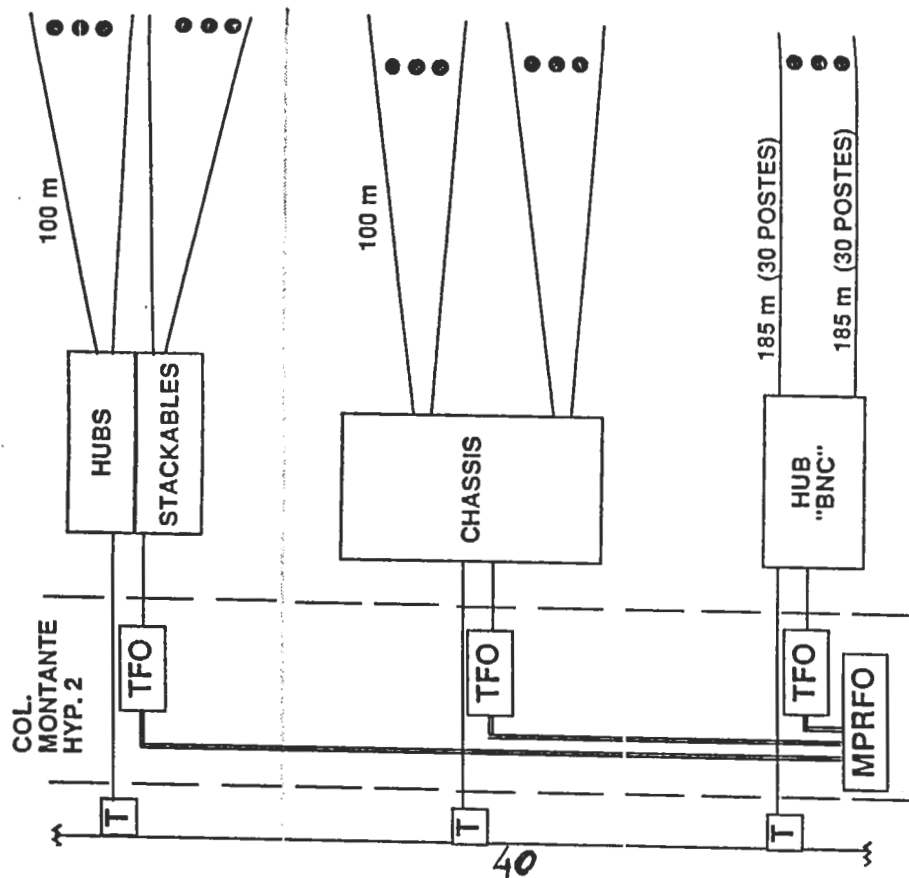 100 m
HUBS
STACKABLES
COL.
MONTANTE
HYP. 2
TFO
T
100 m
CHASSIS
TFO
T
185 m (30 POSTES)
185 m (30 POSTES)
HUB
"BNC"
TFO
MPRFO
T
40